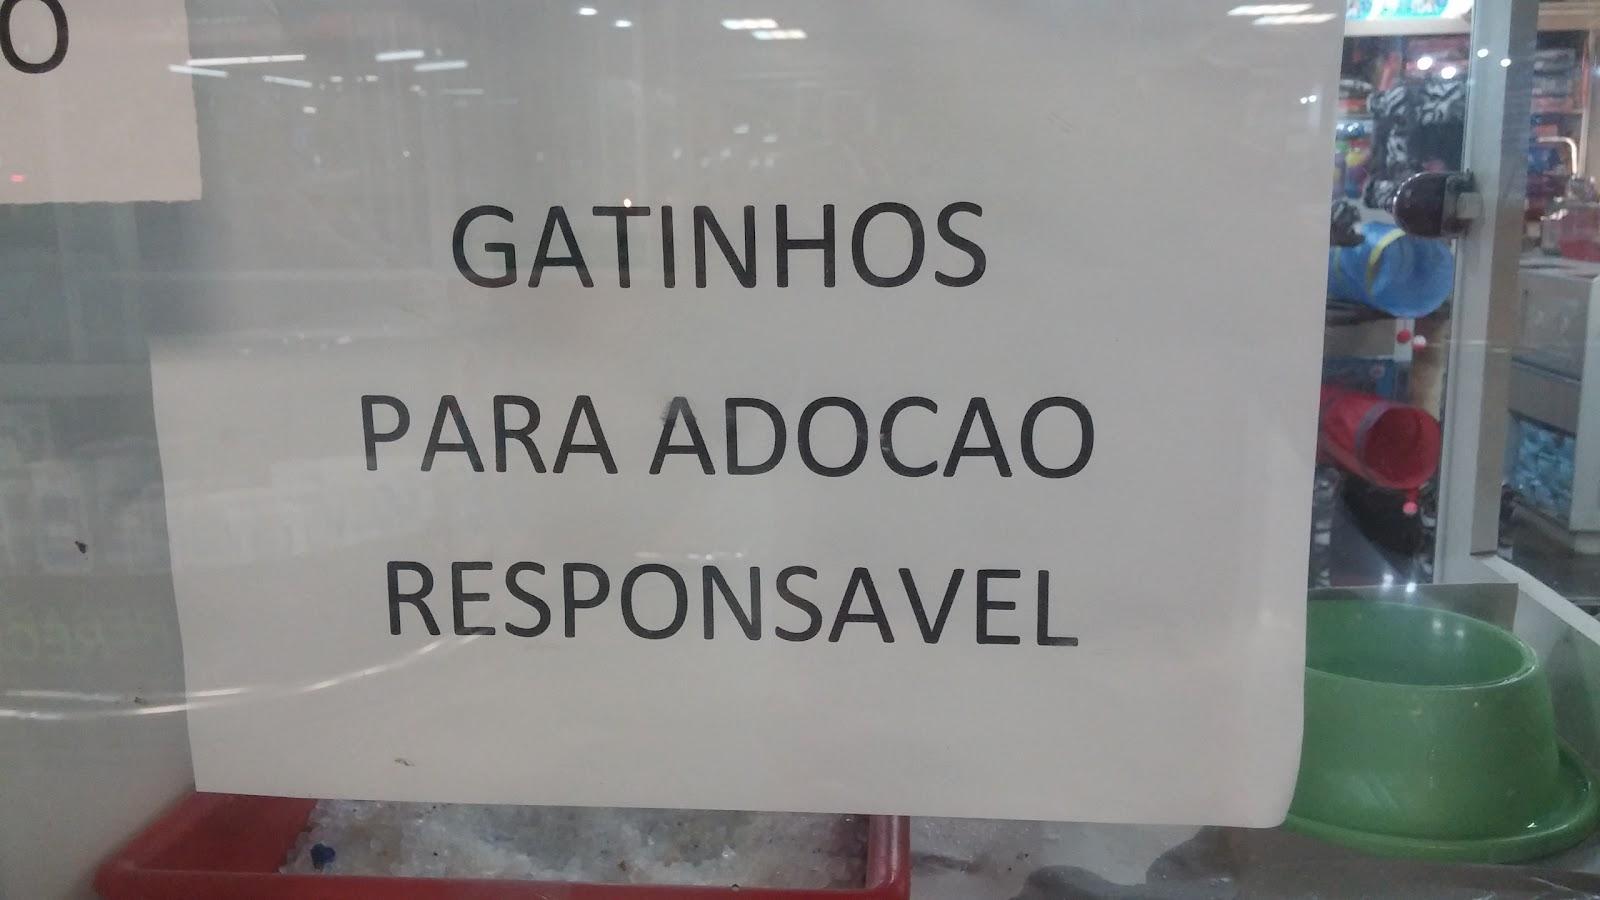 O
GATINHOS
PARA ADOCAO
RESPONSAVEL